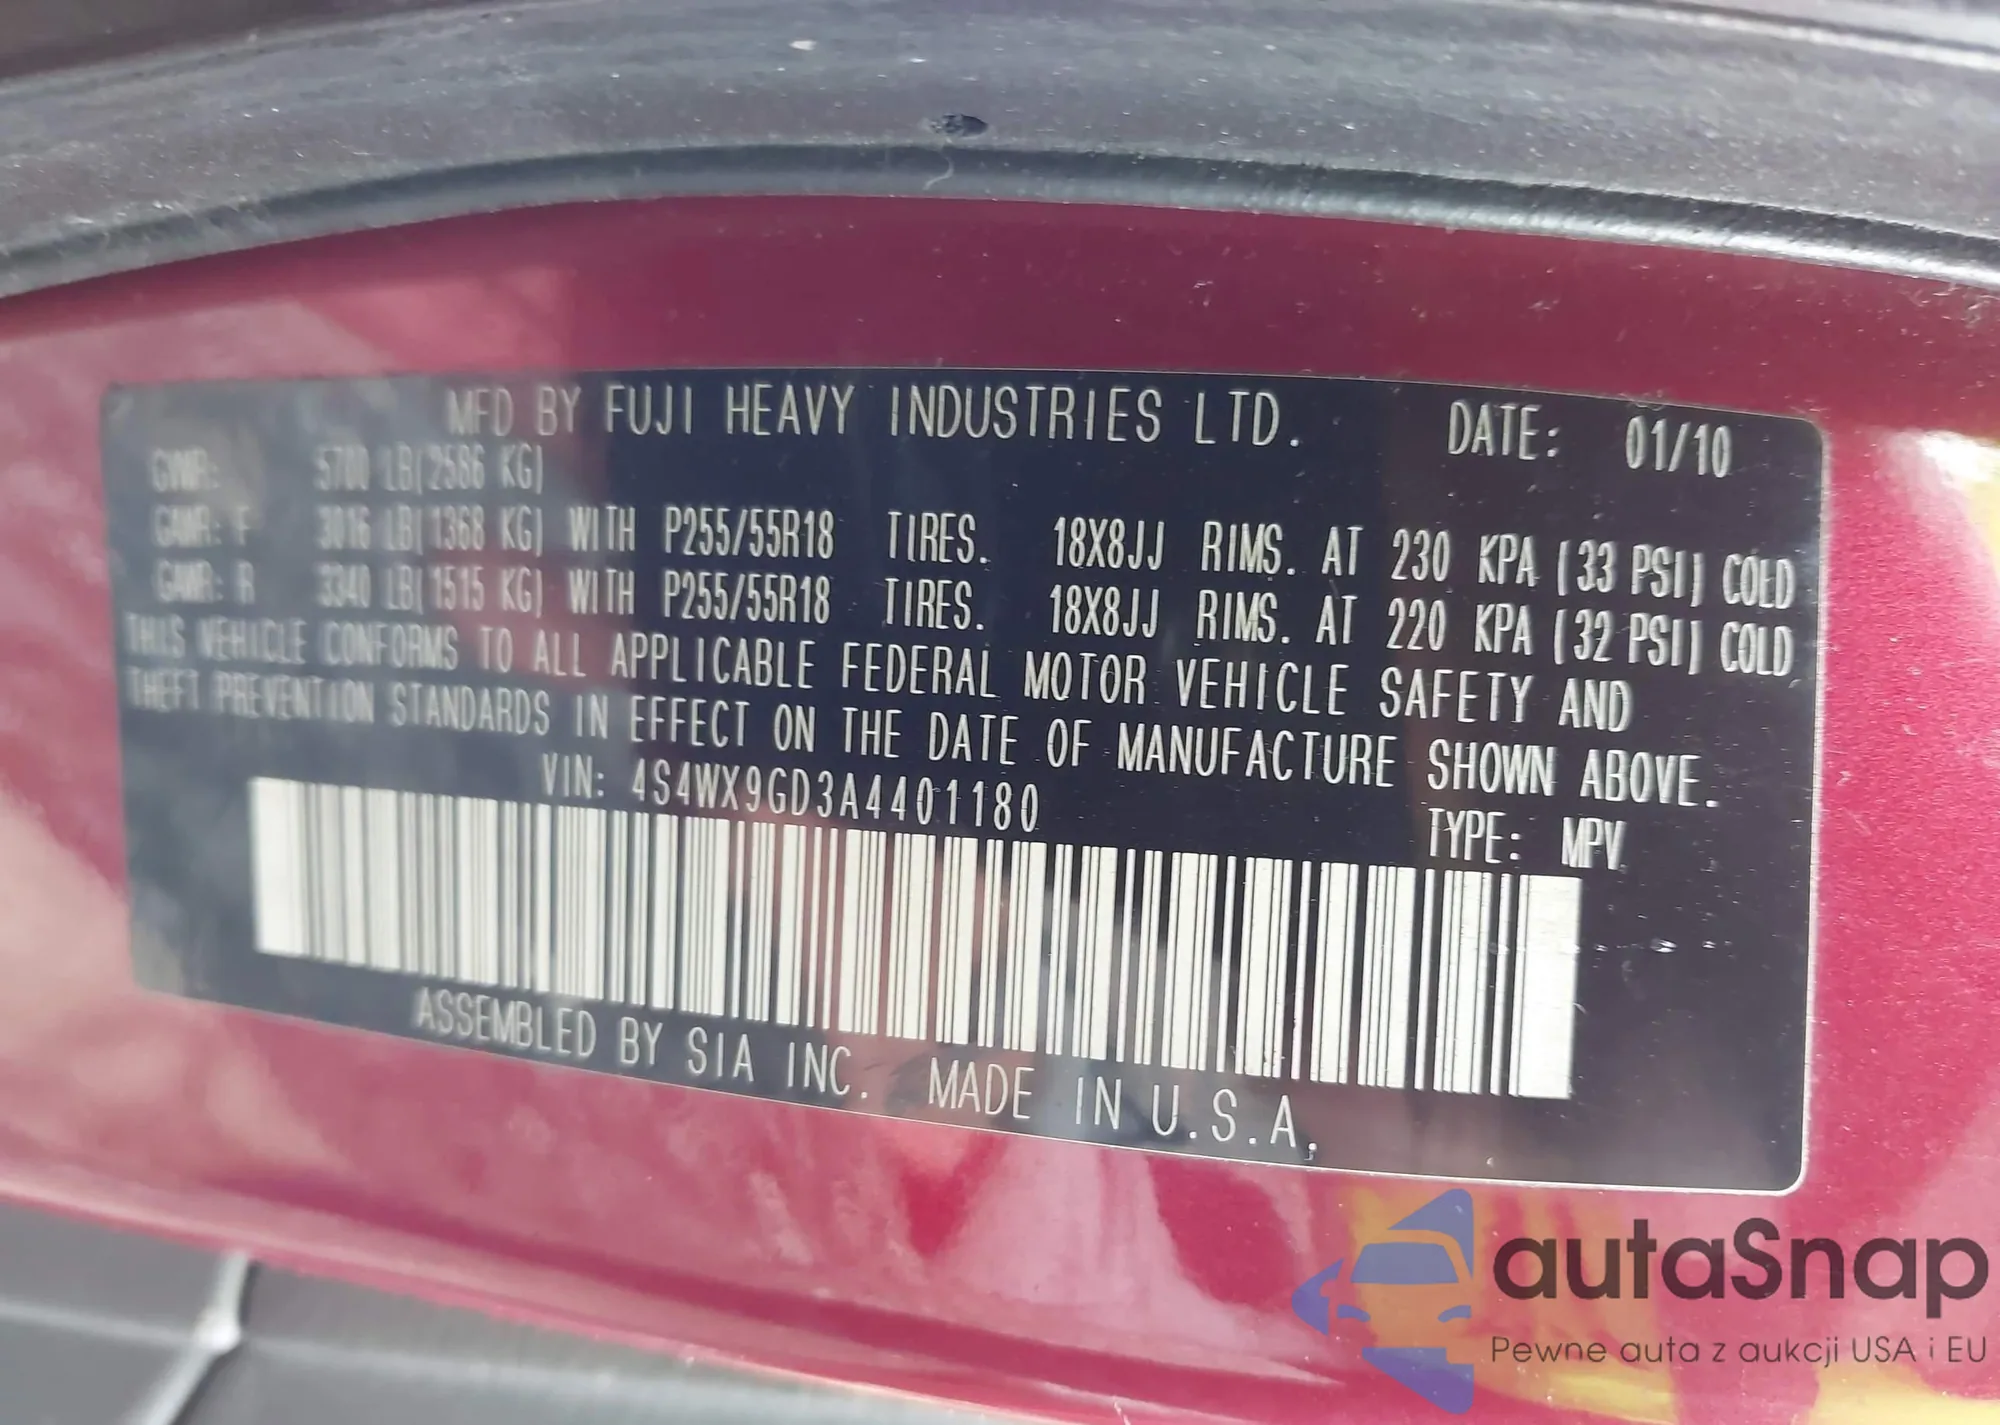 MFD BY FUJI HEAVY INDUSTRIES LTD. DATE: 01/10
GVWR: 5700 LB(2586 KG)
GAWR: F 3016 LB(1368 KG) WITH P255/55R18 TIRES. 18X8JJ RIMS. AT 230 KPA (33 PSI) COLD
GAWR: R 3340 LB(1515 KG) WITH P255/55R18 TIRES. 18X8JJ RIMS. AT 220 KPA (32 PSI) COLD
THIS VEHICLE CONFORMS TO ALL APPLICABLE FEDERAL MOTOR VEHICLE SAFETY AND
THEFT PREVENTION STANDARDS IN EFFECT ON THE DATE OF MANUFACTURE SHOWN ABOVE.
VIN: 4S4WX9GD3A4401180
TYPE: MPV
ASSEMBLED BY SIA INC. MADE IN U.S.A.
autaSnap
Pewne auta z aukcji USA i EU